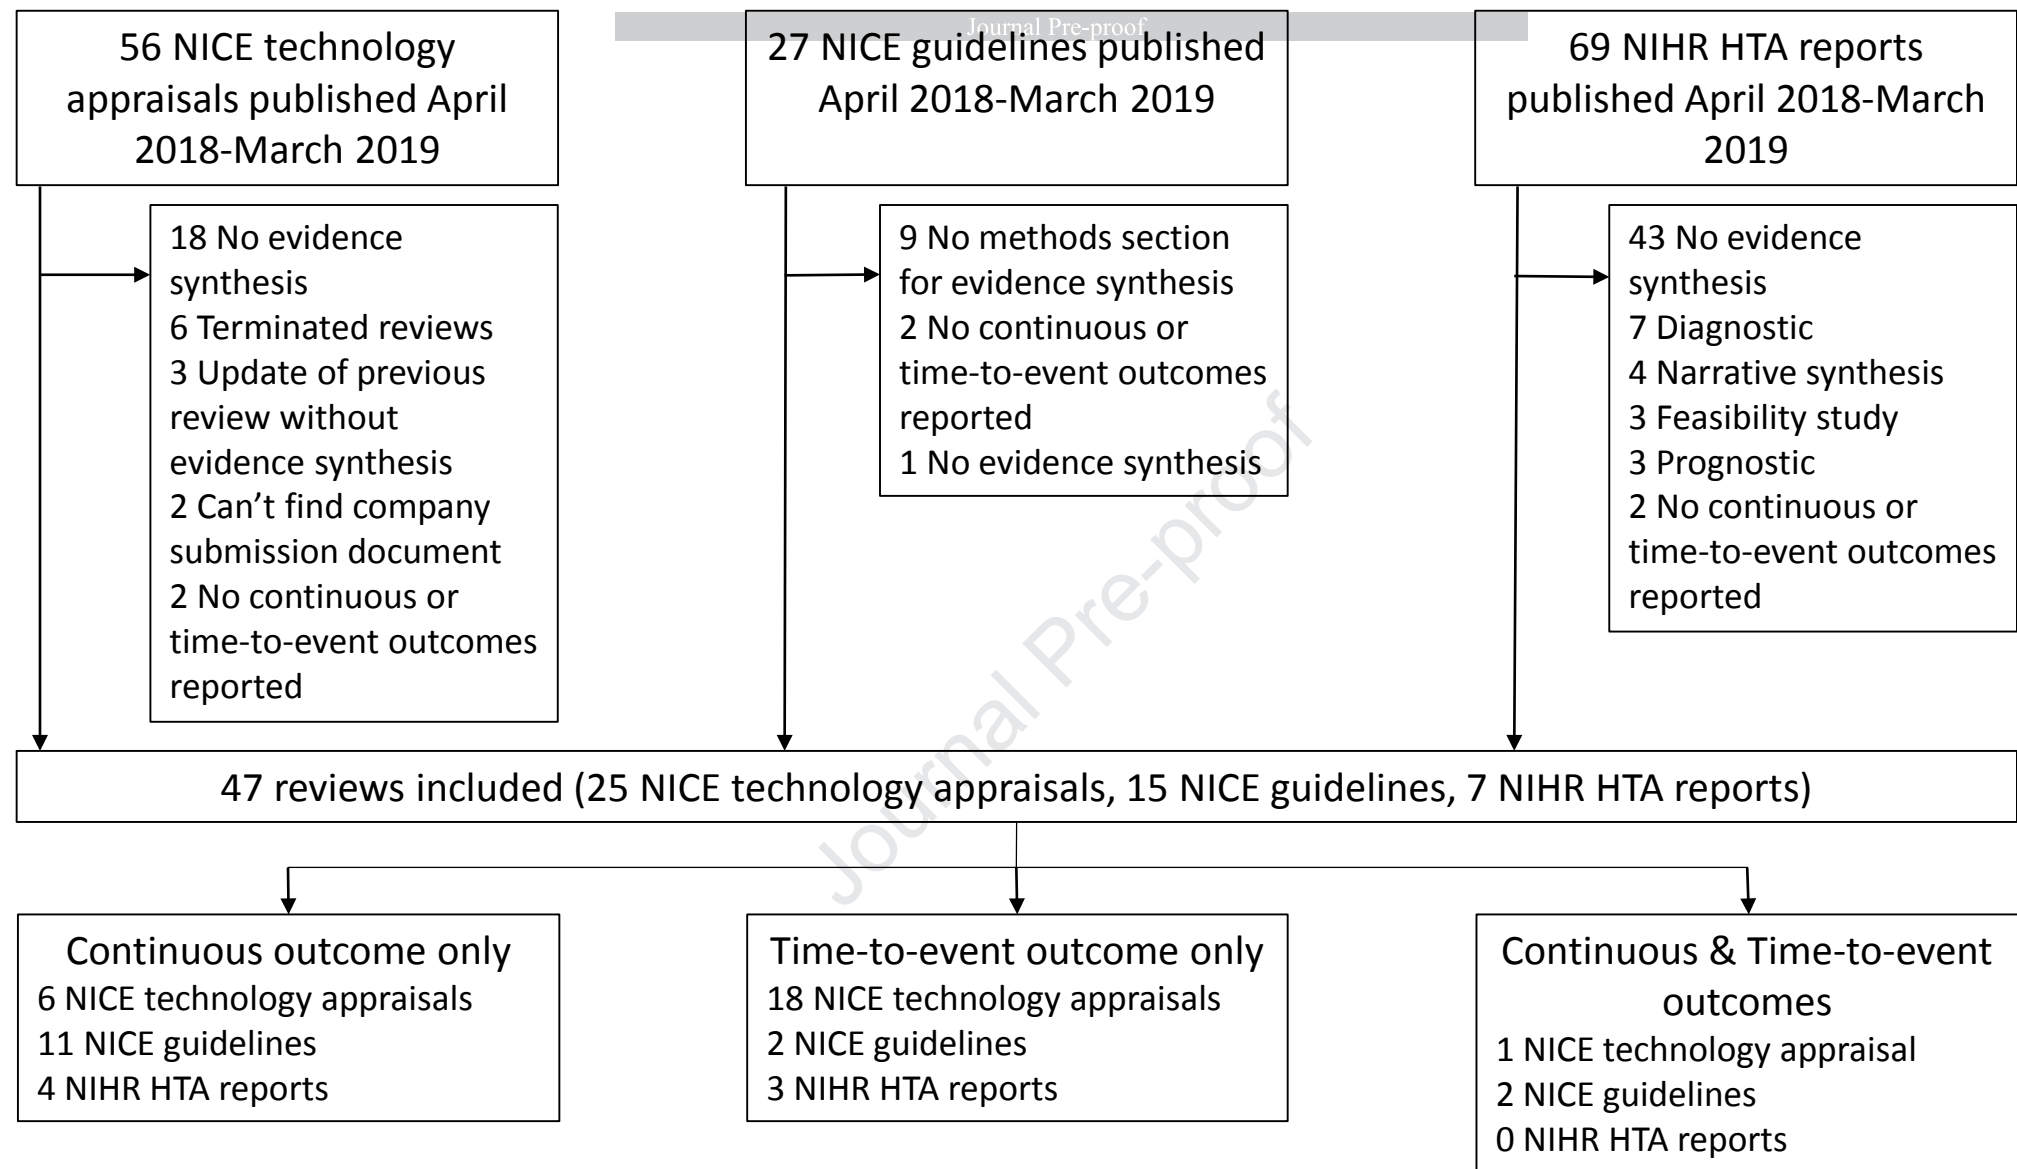 Journal Pre-proof
56 NICE technology
appraisals published April
2018-March 2019
27 NICE guidelines published
April 2018-March 2019
69 NIHR HTA reports
published April 2018-March
2019
18 No evidence
synthesis
6 Terminated reviews
3 Update of previous
review without
evidence synthesis
2 Can’t find company
submission document
2 No continuous or
time-to-event outcomes
reported
9 No methods section
for evidence synthesis
2 No continuous or
time-to-event outcomes
reported
1 No evidence synthesis
43 No evidence
synthesis
7 Diagnostic
4 Narrative synthesis
3 Feasibility study
3 Prognostic
2 No continuous or
time-to-event outcomes
reported
Journal Pre-proof
47 reviews included (25 NICE technology appraisals, 15 NICE guidelines, 7 NIHR HTA reports)
Continuous outcome only
6 NICE technology appraisals
11 NICE guidelines
4 NIHR HTA reports
Time-to-event outcome only
18 NICE technology appraisals
2 NICE guidelines
3 NIHR HTA reports
Continuous & Time-to-event
outcomes
1 NICE technology appraisal
2 NICE guidelines
0 NIHR HTA reports